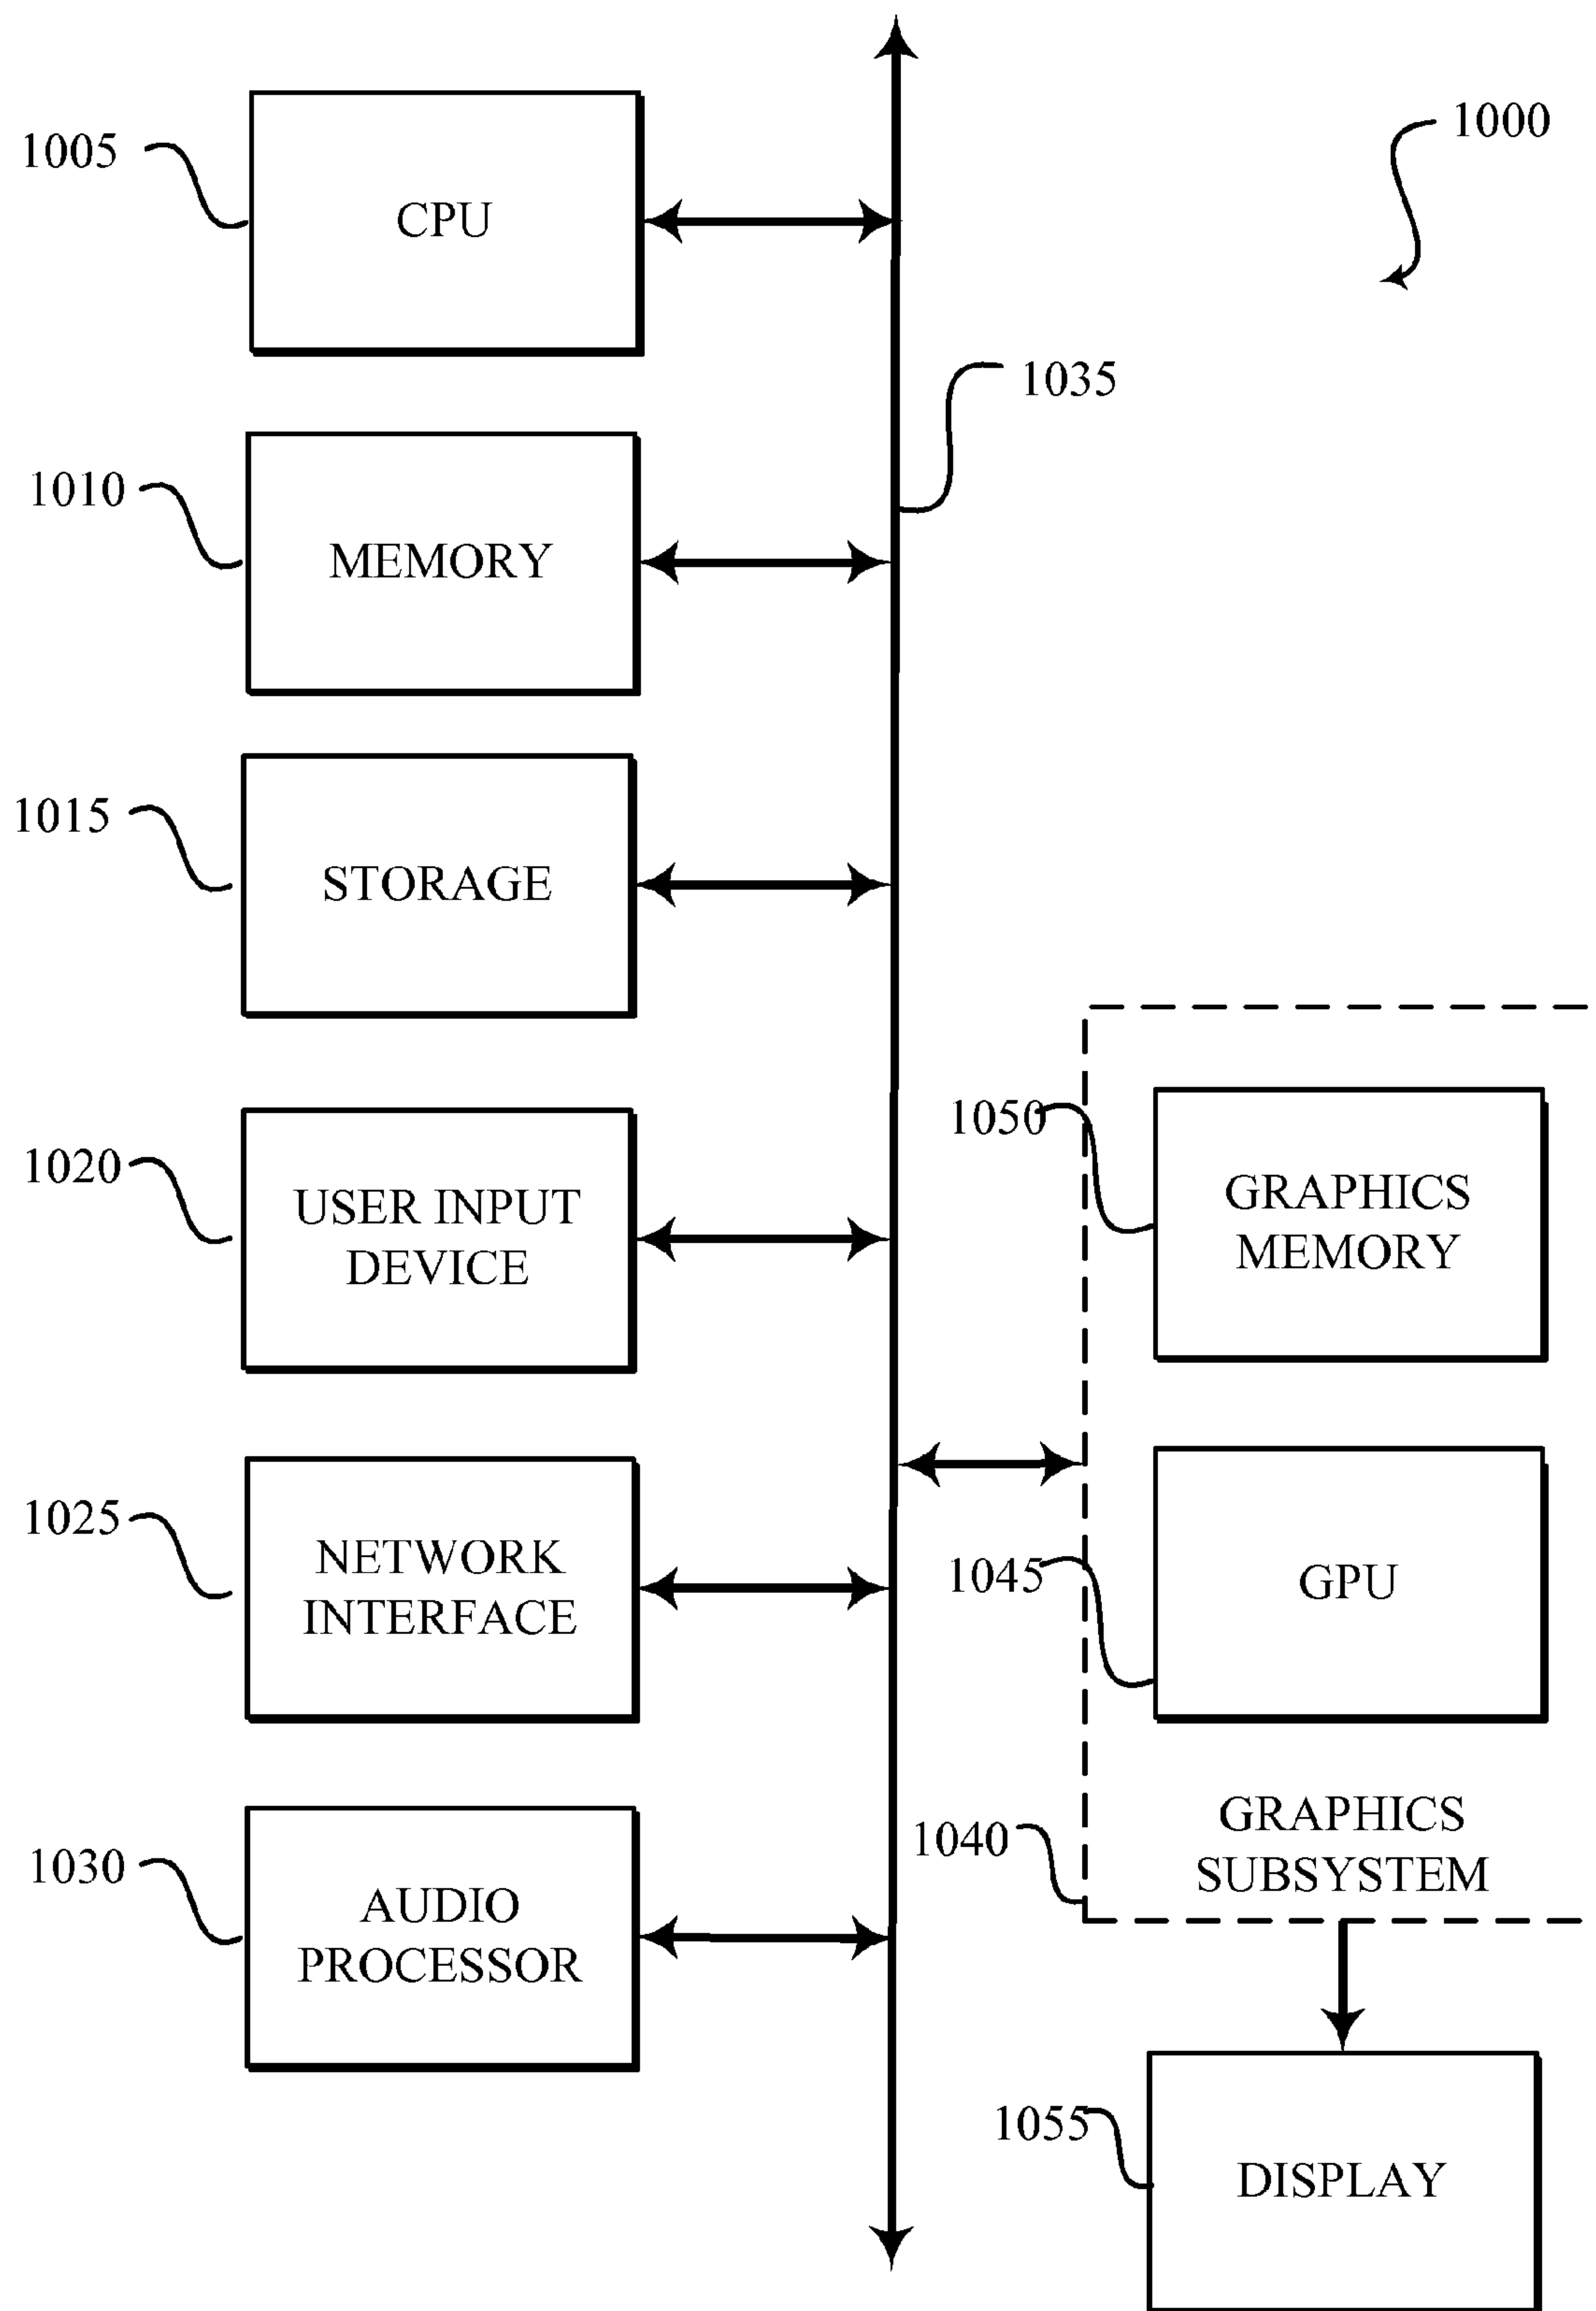 1000
1005
CPU
1035
1010
MEMORY
1015
STORAGE
1020
USER INPUT
DEVICE
1025
NETWORK
INTERFACE
1030
AUDIO
PROCESSOR
1050
GRAPHICS
MEMORY
1045
GPU
1040
GRAPHICS
SUBSYSTEM
1055
DISPLAY